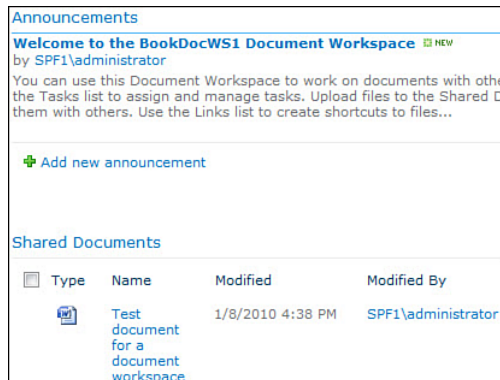 Announcements
Welcome to the BookDocWS1 Document Workspace NEW
by SPF1\administrator
You can use this Document Workspace to work on documents with
the Tasks list to assign and manage tasks. Upload files to the Shared
them with others. Use the Links list to create shortcuts to files...
Add new announcement
Shared Documents
Type Name Modified Modified By
Test 1/8/2010 4:38 PM SPF1\administrator
document
for a
document
workspace